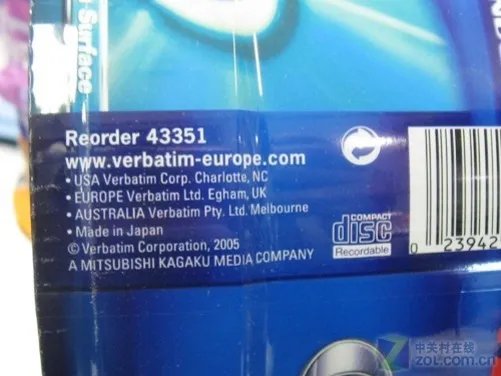 Surface
Reorder 43351
www.verbatim-europe.com
• USA Verbatim Corp. Charlotte, NC
• EUROPE Verbatim Ltd. Egham, UK
• AUSTRALIA Verbatim Pty. Ltd. Melbourne
• Made in Japan
© Verbatim Corporation, 2005
A MITSUBISHI KAGAKU MEDIA COMPANY
COMPACT
disc
Recordable
0 23942
中关村在线
zol.com.cn